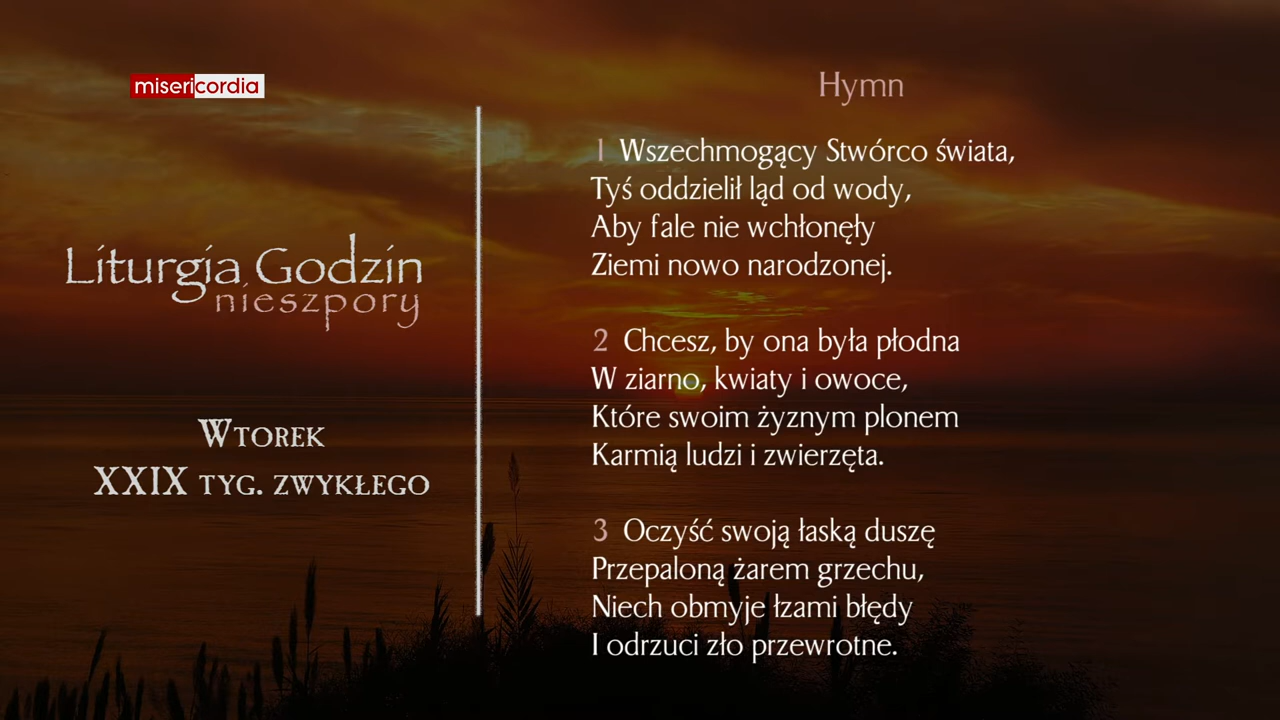 misericordia
Liturgia Godzin
nieszpory
Wtorek
XXIX tyg. zwykłego
Hymn
1 Wszechmogący Stwórco świata,
Tyś oddzielił ląd od wody,
Aby fale nie wchłonęły
Ziemi nowo narodzonej.
2 Chcesz, by ona była płodna
W ziarno, kwiaty i owoce,
Które swoim żyznym plonem
Karmią ludzi i zwierzęta.
3 Oczyść swoją łaską duszę
Przepaloną żarem grzechu,
Niech obmyje łzami błędy
I odrzuci zło przewrotne.